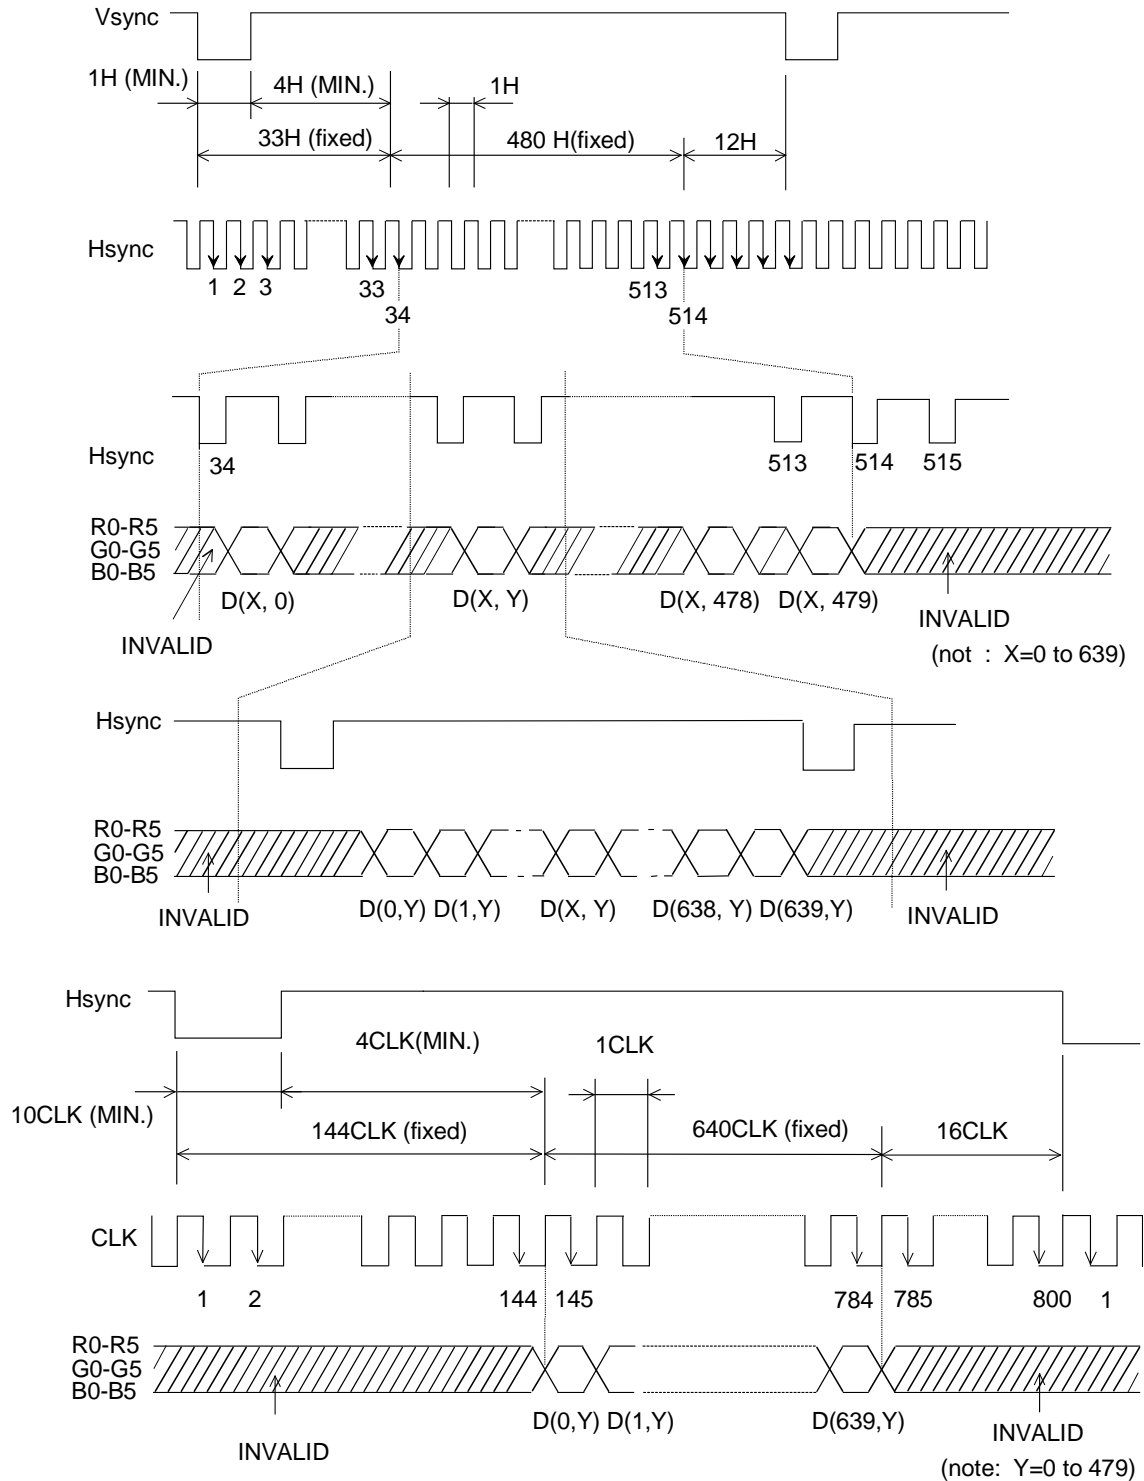 Vsync
1H (MIN.)
4H (MIN.)
1H
33H (fixed)
480 H(fixed)
12H
Hsync
1 2 3
33
513
34
514
Hsync
34
513
514
515
R0-R5
G0-G5
B0-B5
D(X, 0)
D(X, Y)
D(X, 478)
D(X, 479)
INVALID
INVALID
(not : X=0 to 639)
Hsync
R0-R5
G0-G5
B0-B5
INVALID
D(0,Y) D(1,Y)
D(X, Y)
D(638, Y) D(639,Y)
INVALID
Hsync
4CLK(MIN.)
1CLK
10CLK (MIN.)
144CLK (fixed)
640CLK (fixed)
16CLK
CLK
1 2
144 145
784 785
800 1
R0-R5
G0-G5
B0-B5
D(0,Y) D(1,Y)
D(639,Y)
INVALID
INVALID
(note: Y=0 to 479)